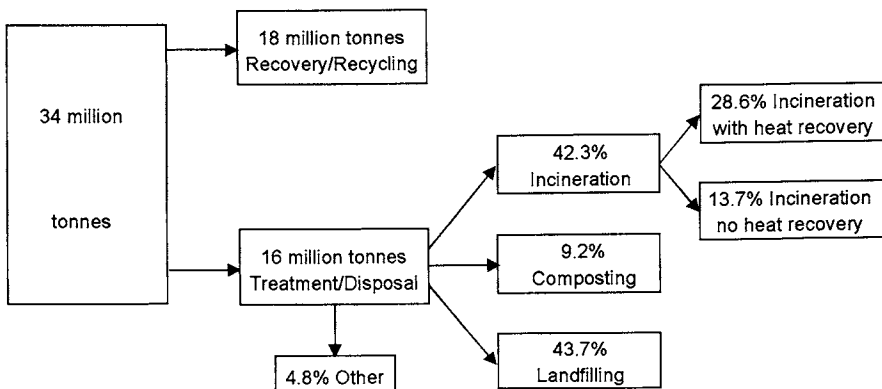 34 million
tonnes
18 million tonnes
Recovery/Recycling
16 million tonnes
Treatment/Disposal
4.8% Other
42.3%
Incineration
9.2%
Composting
43.7%
Landfilling
28.6% Incineration
with heat recovery
13.7% Incineration
no heat recovery